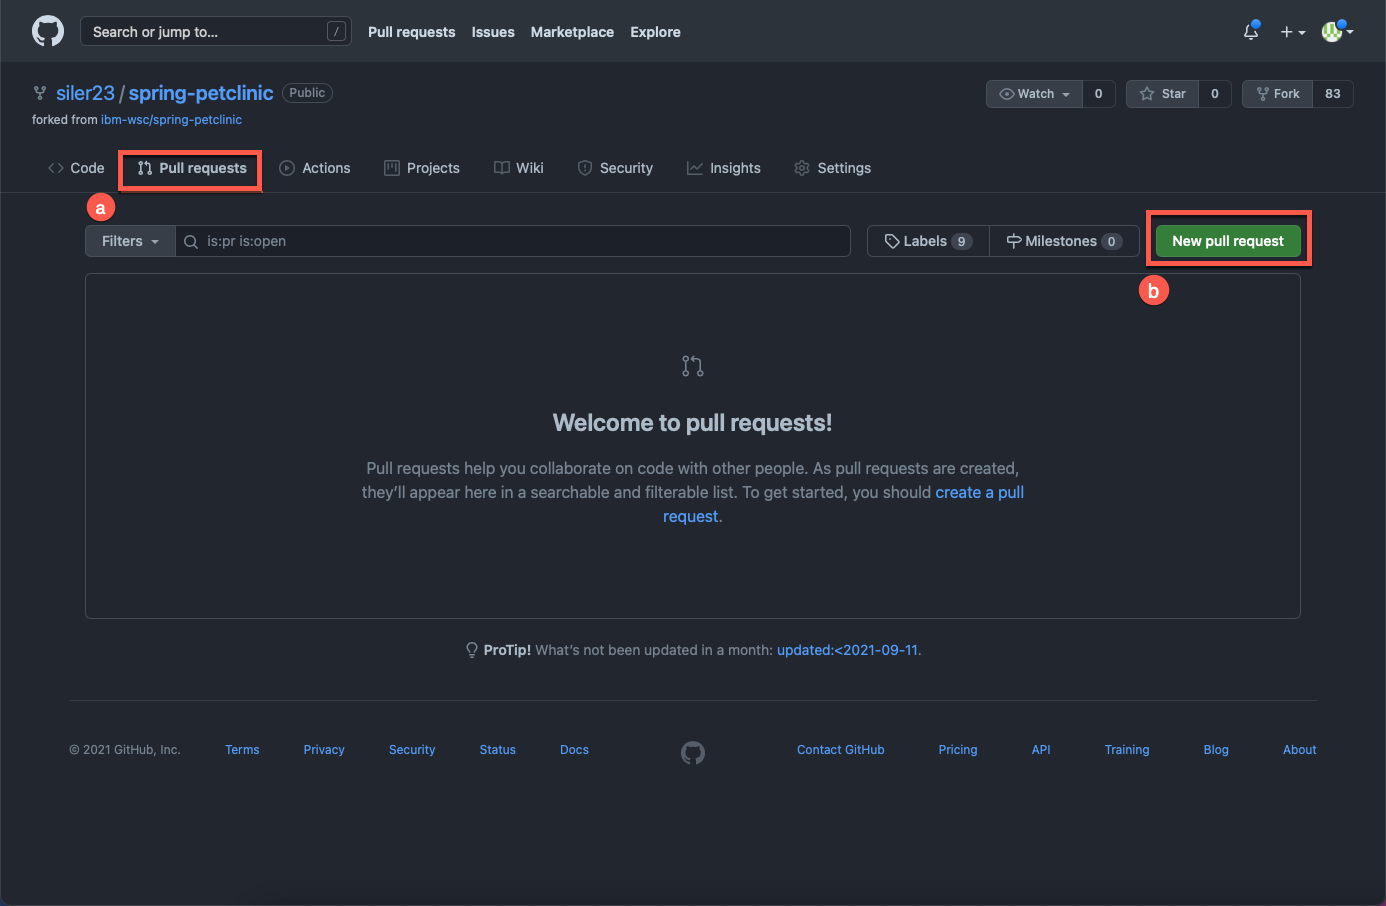 Search or jump to... /
Pull requests Issues Marketplace Explore
siler23 / spring-petclinic Public
Watch 0 Star 0 Fork 83
forked from ibm-wsc/spring-petclinic
Code Pull requests Actions Projects Wiki Security Insights Settings
a
Filters is:pr is:open Labels 9 Milestones 0 New pull request
b
Welcome to pull requests!
Pull requests help you collaborate on code with other people. As pull requests are created,
they’ll appear here in a searchable and filterable list. To get started, you should create a pull
request.
ProTip! What’s not been updated in a month: updated:<2021-09-11.
© 2021 GitHub, Inc. Terms Privacy Security Status Docs Contact GitHub Pricing API Training Blog About